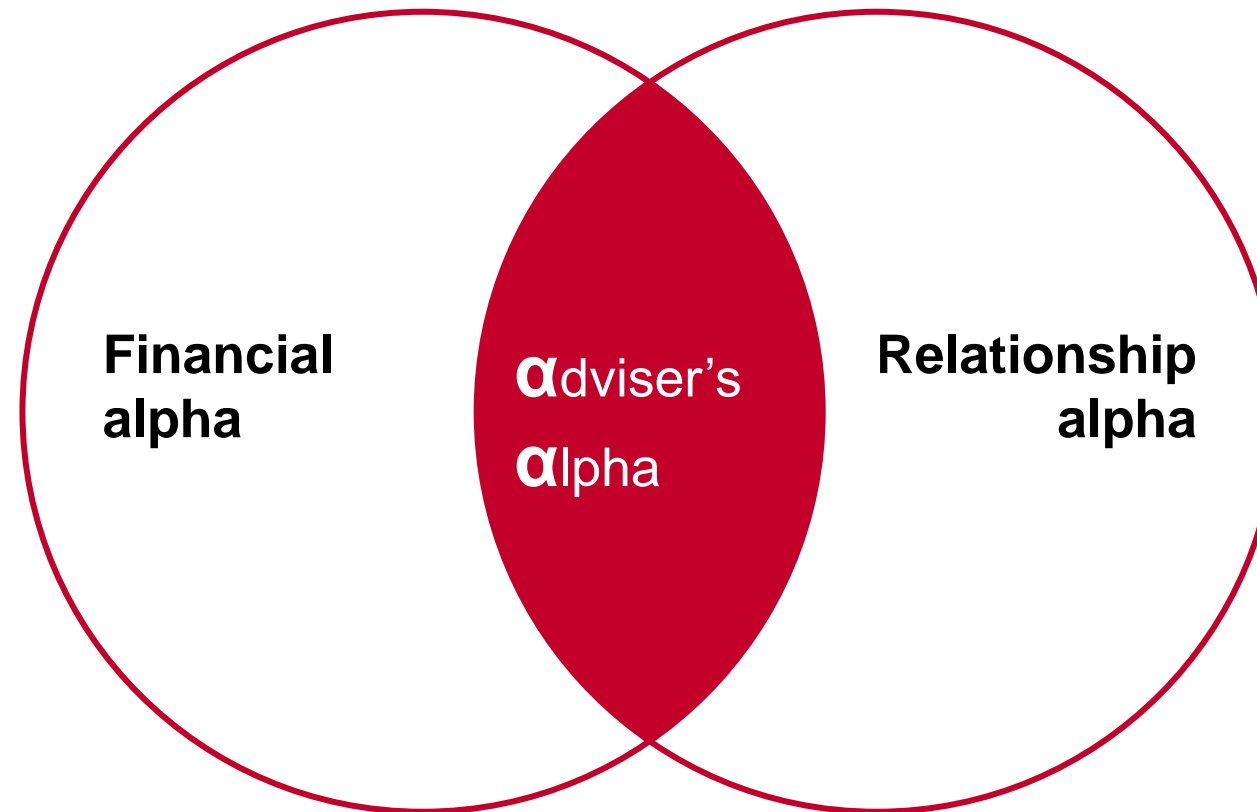 Financial
alpha
αdviser’s
αlpha
Relationship
alpha